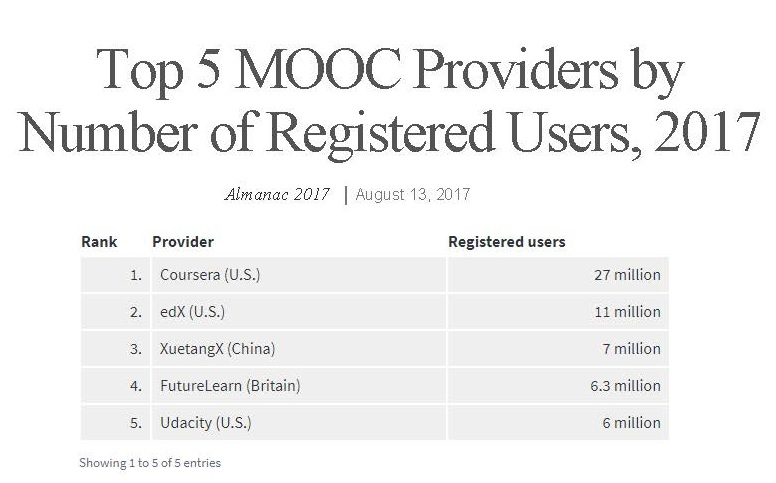 Top 5 MOOC Providers by
Number of Registered Users, 2017
Almanac 2017 | August 13, 2017
Rank Provider Registered users
1. Coursera (U.S.) 27 million
2. edX (U.S.) 11 million
3. XuetangX (China) 7 million
4. FutureLearn (Britain) 6.3 million
5. Udacity (U.S.) 6 million
Showing 1 to 5 of 5 entries